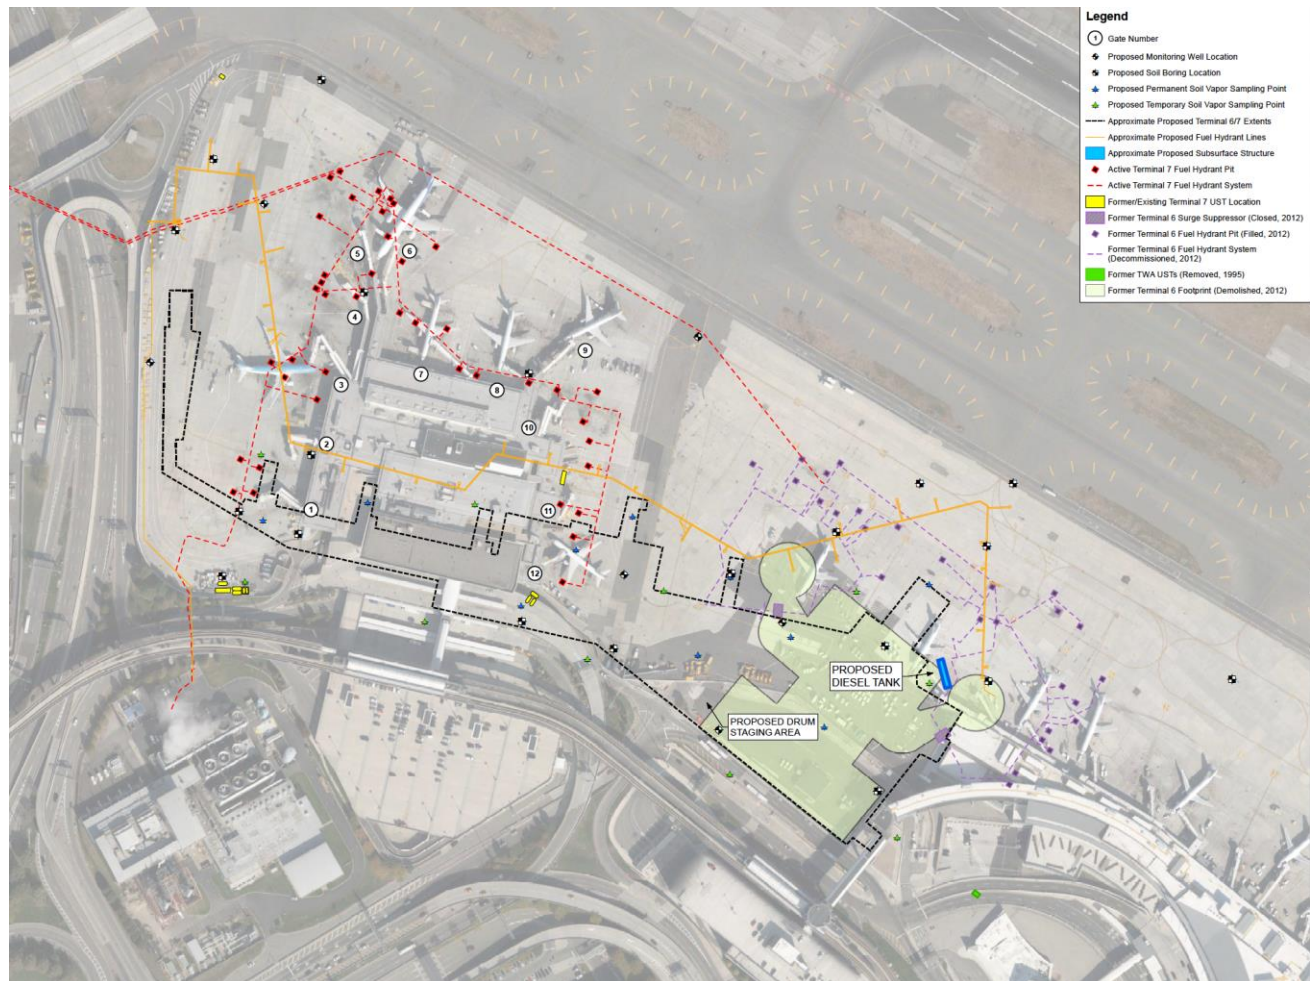 Legend
1 Gate Number
Proposed Monitoring Well Location
Proposed Soil Boring Location
Proposed Permanent Soil Vapor Sampling Point
Proposed Temporary Soil Vapor Sampling Point
Approximate Proposed Terminal 6/7 Extents
Approximate Proposed Fuel Hydrant Lines
Approximate Proposed Subsurface Structure
Active Terminal 7 Fuel Hydrant Pit
Active Terminal 7 Fuel Hydrant System
Former/Existing Terminal 7 UST Location
Former Terminal 6 Surge Suppressor (Closed, 2012)
Former Terminal 6 Fuel Hydrant Pit (Filled, 2012)
Former Terminal 6 Fuel Hydrant System
(Decommissioned, 2012)
Former TWA USTs (Removed, 1995)
Former Terminal 6 Footprint (Demolished, 2012)
5
6
4
9
7
3
8
10
2
1
11
12
PROPOSED
DIESEL TANK
PROPOSED DRUM
STAGING AREA